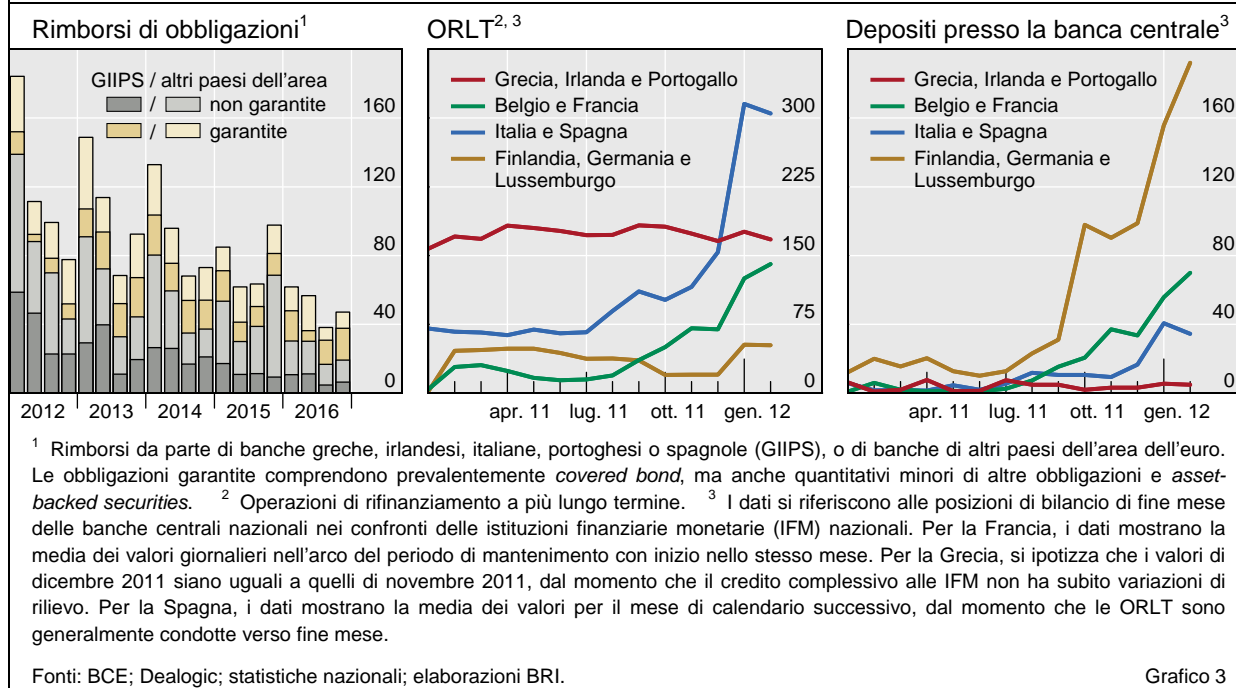 Rimborsi di obbligazioni1
ORLT2, 3
Depositi presso la banca centrale3
GIIPS / altri paesi dell'area
/ non garantite
/ garantite
160
120
80
40
0
2012 2013 2014 2015 2016
Grecia, Irlanda e Portogallo
Belgio e Francia
Italia e Spagna
Finlandia, Germania e
Lussemburgo
300
225
150
75
0
apr. 11 lug. 11 ott. 11 gen. 12
Grecia, Irlanda e Portogallo
Belgio e Francia
Italia e Spagna
Finlandia, Germania e
Lussemburgo
160
120
80
40
0
apr. 11 lug. 11 ott. 11 gen. 12
1 Rimborsi da parte di banche greche, irlandesi, italiane, portoghesi o spagnole (GIIPS), o di banche di altri paesi dell'area dell'euro.
Le obbligazioni garantite comprendono prevalentemente covered bond, ma anche quantitativi minori di altre obbligazioni e asset-
backed securities. 2 Operazioni di rifinanziamento a più lungo termine. 3 I dati si riferiscono alle posizioni di bilancio di fine mese
delle banche centrali nazionali nei confronti delle istituzioni finanziarie monetarie (IFM) nazionali. Per la Francia, i dati mostrano la
media dei valori giornalieri nell'arco del periodo di mantenimento con inizio nello stesso mese. Per la Grecia, si ipotizza che i valori di
dicembre 2011 siano uguali a quelli di novembre 2011, dal momento che il credito complessivo alle IFM non ha subito variazioni di
rilievo. Per la Spagna, i dati mostrano la media dei valori per il mese di calendario successivo, dal momento che le ORLT sono
generalmente condotte verso fine mese.
Fonti: BCE; Dealogic; statistiche nazionali; elaborazioni BRI.
Grafico 3